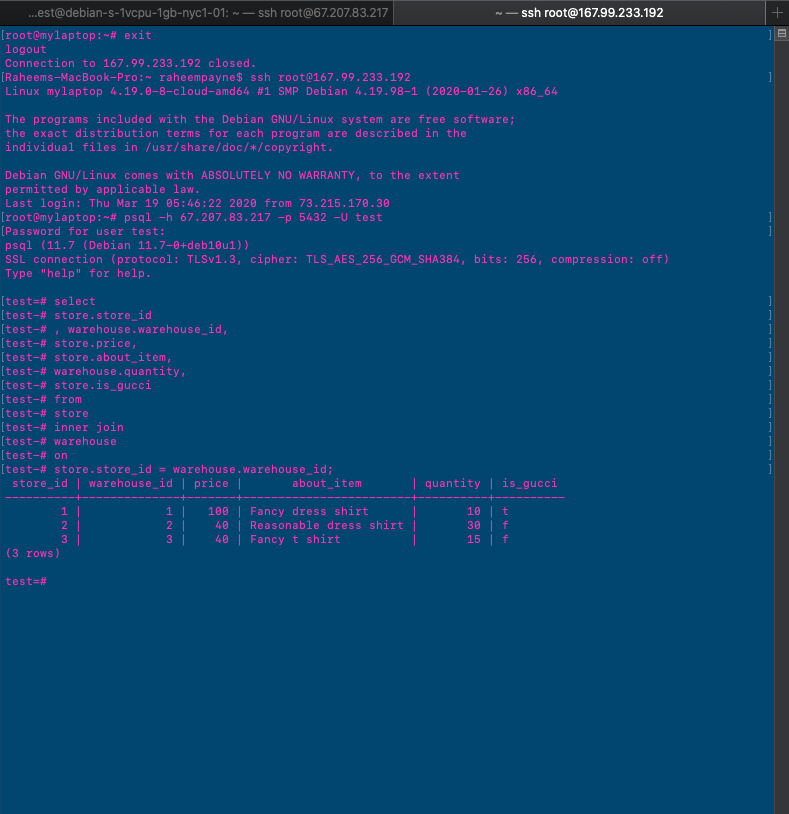 ...est@debian-s-1vcpu-1gb-nyc1-01: ~ — ssh root@67.207.83.217
~ — ssh root@167.99.233.192
[root@mylaptop:~# exit ]
logout
Connection to 167.99.233.192 closed.
[Raheems-MacBook-Pro:~ raheempayne$ ssh root@167.99.233.192 ]
Linux mylaptop 4.19.0-8-cloud-amd64 #1 SMP Debian 4.19.98-1 (2020-01-26) x86_64
The programs included with the Debian GNU/Linux system are free software;
the exact distribution terms for each program are described in the
individual files in /usr/share/doc/*/copyright.
Debian GNU/Linux comes with ABSOLUTELY NO WARRANTY, to the extent
permitted by applicable law.
Last login: Thu Mar 19 05:46:22 2020 from 73.215.170.30
[root@mylaptop:~# psql -h 67.207.83.217 -p 5432 -U test ]
[Password for user test: ]
psql (11.7 (Debian 11.7-0+deb10u1))
SSL connection (protocol: TLSv1.3, cipher: TLS_AES_256_GCM_SHA384, bits: 256, compression: off)
Type "help" for help.
[test=# select ]
[test-# store.store_id ]
[test-# , warehouse.warehouse_id, ]
[test-# store.price, ]
[test-# store.about_item, ]
[test-# warehouse.quantity, ]
[test-# store.is_gucci ]
[test-# from ]
[test-# store ]
[test-# inner join ]
[test-# warehouse ]
[test-# on ]
[test-# store.store_id = warehouse.warehouse_id; ]
store_id | warehouse_id | price | about_item | quantity | is_gucci
----------+--------------+-------+-----------------------+----------+----------
1 | 1 | 100 | Fancy dress shirt | 10 | t
2 | 2 | 40 | Reasonable dress shirt | 30 | f
3 | 3 | 40 | Fancy t shirt | 15 | f
(3 rows)
test=#